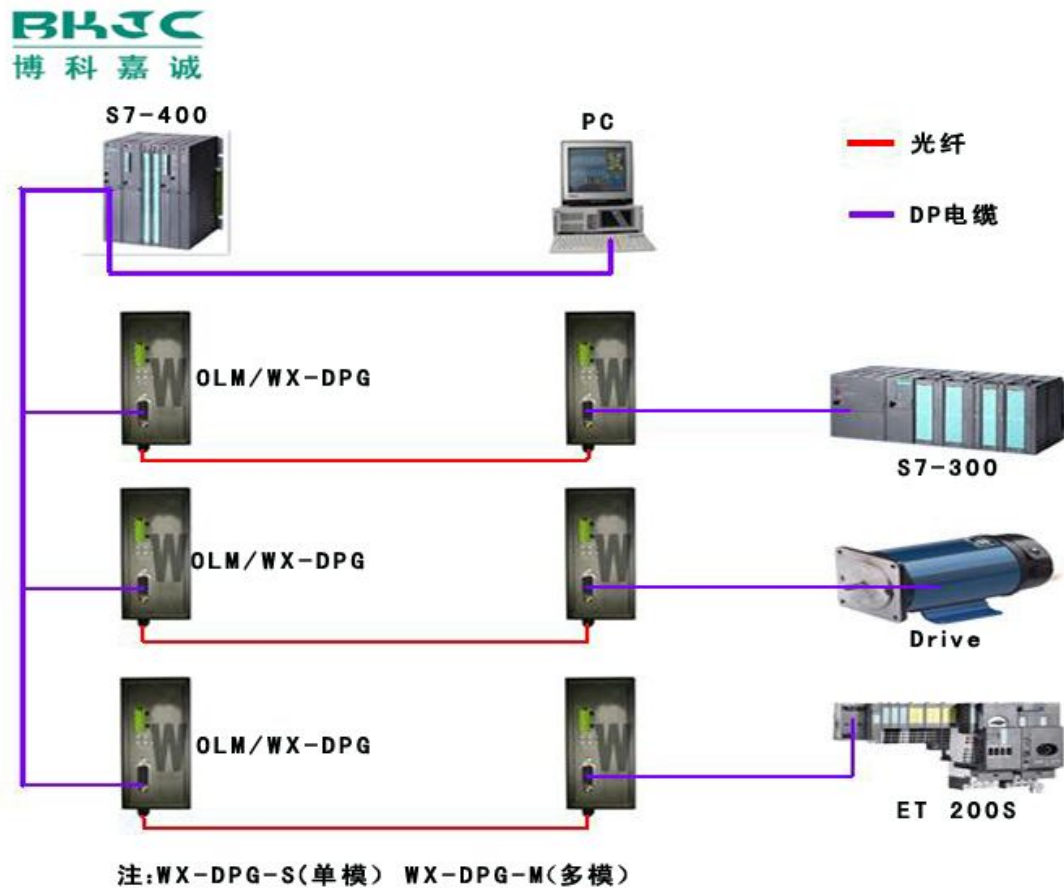 BKJC
博科嘉诚
S7-400
PC
光纤
DP电缆
OLM/WX-DPG
S7-300
OLM/WX-DPG
Drive
OLM/WX-DPG
ET 200S
注:WX-DPG-S(单模) WX-DPG-M(多模)